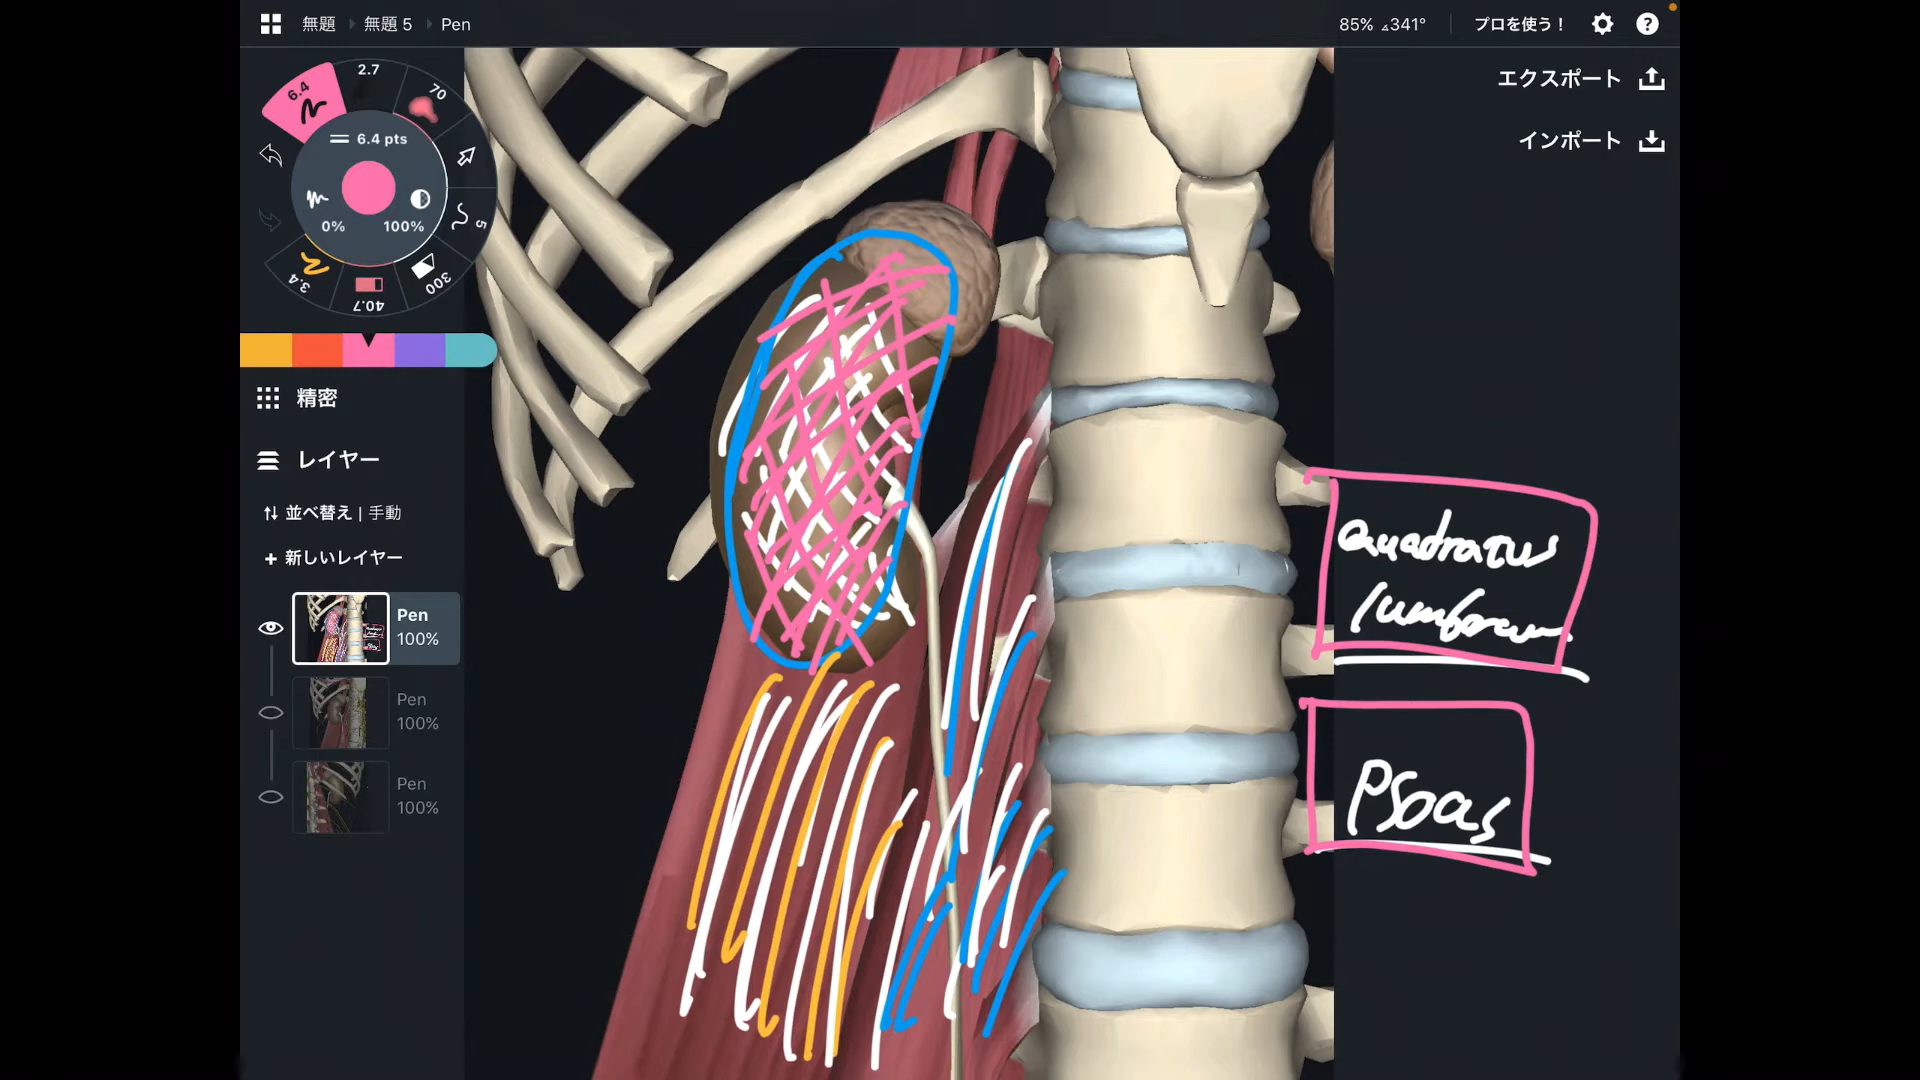 無題 無題 5 Pen
85% ⦟341° プロを使う！
エクスポート
インポート
2.7
70
6.4
6.4 pts
0% 100%
5
300
40.7
3.4
精密
レイヤー
並べ替え | 手動
+ 新しいレイヤー
Pen
100%
Pen
100%
Pen
100%
quadratus
lumborum
Psoas